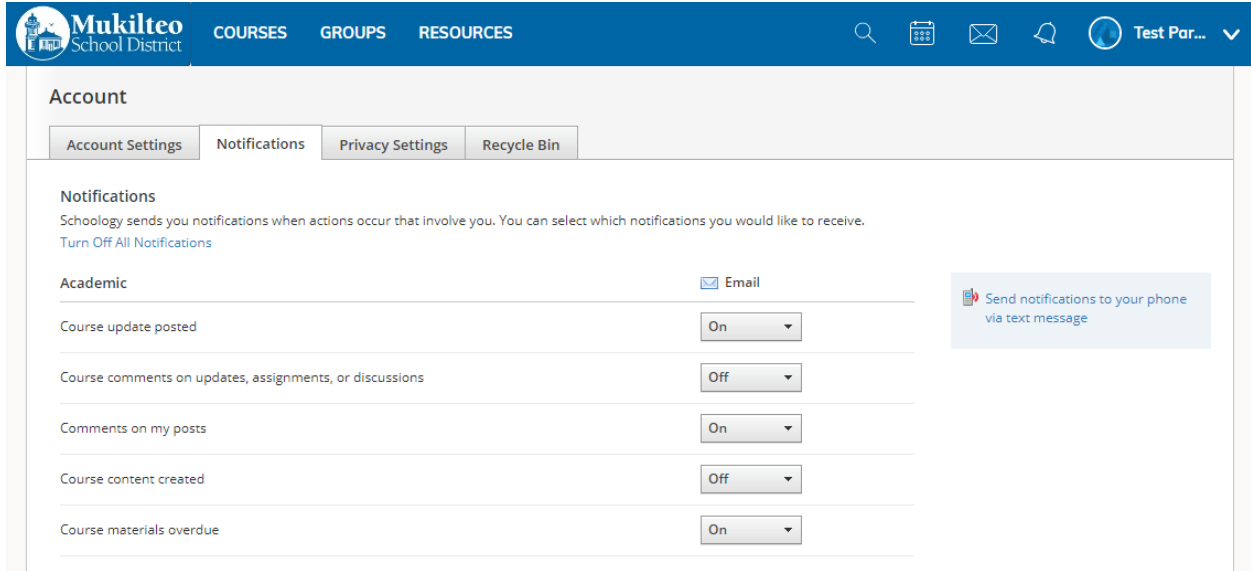 Mukilteo
School District
COURSES GROUPS RESOURCES
Test Par...
Account
Account Settings Notifications Privacy Settings Recycle Bin
Notifications
Schoology sends you notifications when actions occur that involve you. You can select which notifications you would like to receive.
Turn Off All Notifications
Academic Email
Send notifications to your phone
via text message
Course update posted On
Course comments on updates, assignments, or discussions Off
Comments on my posts On
Course content created Off
Course materials overdue On